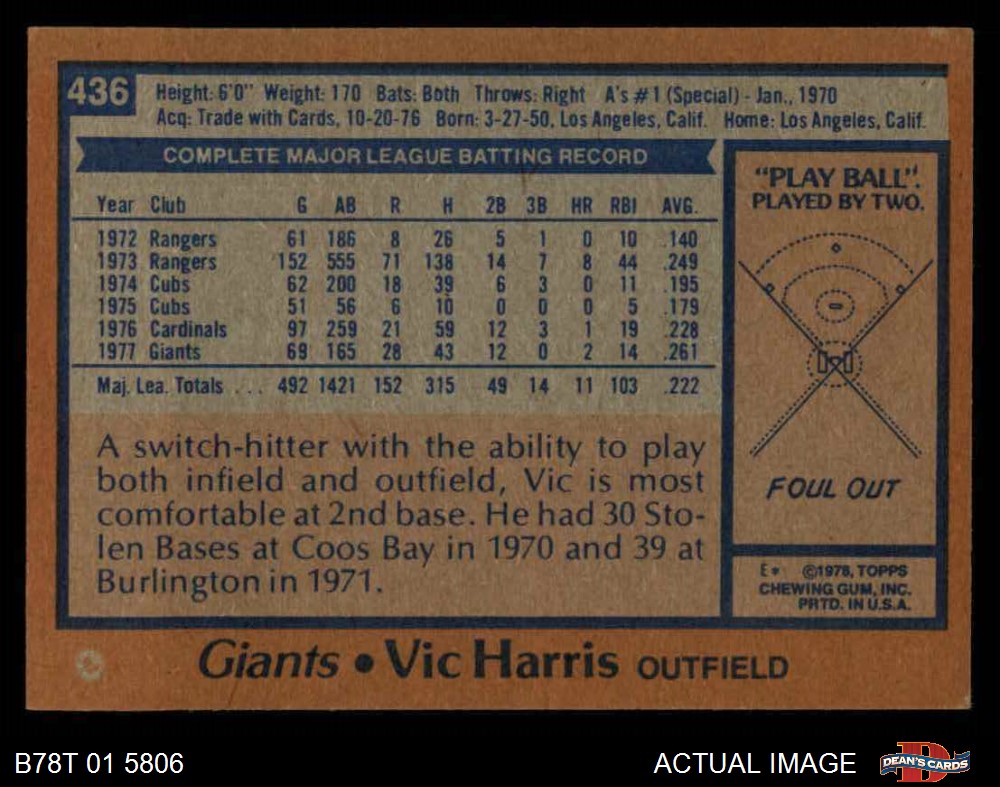 436
Height: 6'0" Weight: 170 Bats: Both Throws: Right A's #1 (Special) - Jan., 1970
Acq: Trade with Cards, 10-20-76 Born: 3-27-50, Los Angeles, Calif. Home: Los Angeles, Calif.
COMPLETE MAJOR LEAGUE BATTING RECORD
Year Club G AB R H 2B 3B HR RBI AVG.
1972 Rangers 61 186 8 26 5 1 0 10 .140
1973 Rangers 152 555 71 138 14 7 8 44 .249
1974 Cubs 62 200 18 39 6 3 0 11 .195
1975 Cubs 51 56 6 10 0 0 0 5 .179
1976 Cardinals 97 259 21 59 12 3 1 19 .228
1977 Giants 69 165 28 43 12 0 2 14 .261
Maj. Lea. Totals ... 492 1421 152 315 49 14 11 103 .222
A switch-hitter with the ability to play
both infield and outfield, Vic is most
comfortable at 2nd base. He had 30 Sto-
len Bases at Coos Bay in 1970 and 39 at
Burlington in 1971.
"PLAY BALL".
PLAYED BY TWO.
FOUL OUT
E* ©1978, TOPPS
CHEWING GUM, INC.
PRTD. IN U.S.A.
Giants • Vic Harris OUTFIELD
B78T 01 5806
ACTUAL IMAGE
DEAN'S CARDS